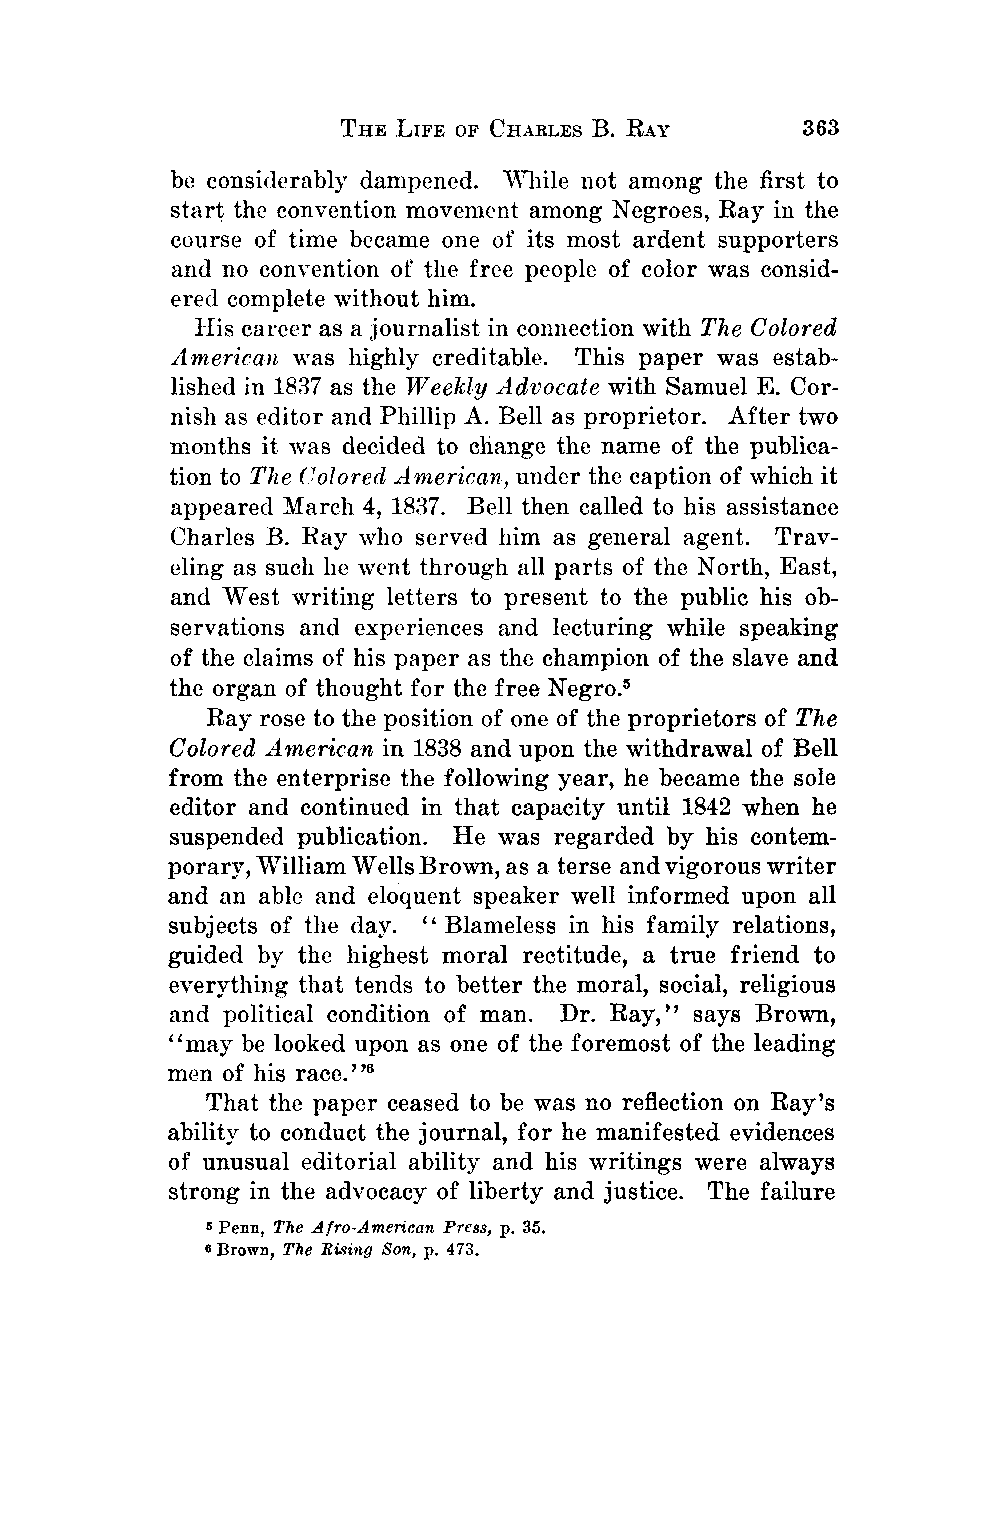 THE LIFE OF CHARLES B. RAY 363
be considerably dampened. While not among the first to
start the convention movement among Negroes, Ray in the
course of time became one of its most ardent supporters
and no convention of the free people of color was consid-
ered complete without him.
His career as a journalist in connection with The Colored
American was highly creditable. This paper was estab-
lished in 1837 as the Weekly Advocate with Samuel E. Cor-
nish as editor and Phillip A. Bell as proprietor. After two
months it was decided to change the name of the publica-
tion to The Colored American, under the caption of which it
appeared March 4, 1837. Bell then called to his assistance
Charles B. Ray who served him as general agent. Trav-
eling as such he went through all parts of the North, East,
and West writing letters to present to the public his ob-
servations and experiences and lecturing while speaking
of the claims of his paper as the champion of the slave and
the organ of thought for the free Negro.⁵
Ray rose to the position of one of the proprietors of The
Colored American in 1838 and upon the withdrawal of Bell
from the enterprise the following year, he became the sole
editor and continued in that capacity until 1842 when he
suspended publication. He was regarded by his contem-
porary, William Wells Brown, as a terse and vigorous writer
and an able and eloquent speaker well informed upon all
subjects of the day. “ Blameless in his family relations,
guided by the highest moral rectitude, a true friend to
everything that tends to better the moral, social, religious
and political condition of man. Dr. Ray,” says Brown,
“may be looked upon as one of the foremost of the leading
men of his race.”⁶
That the paper ceased to be was no reflection on Ray's
ability to conduct the journal, for he manifested evidences
of unusual editorial ability and his writings were always
strong in the advocacy of liberty and justice. The failure
⁵ Penn, The Afro-American Press, p. 35.
⁶ Brown, The Rising Son, p. 473.